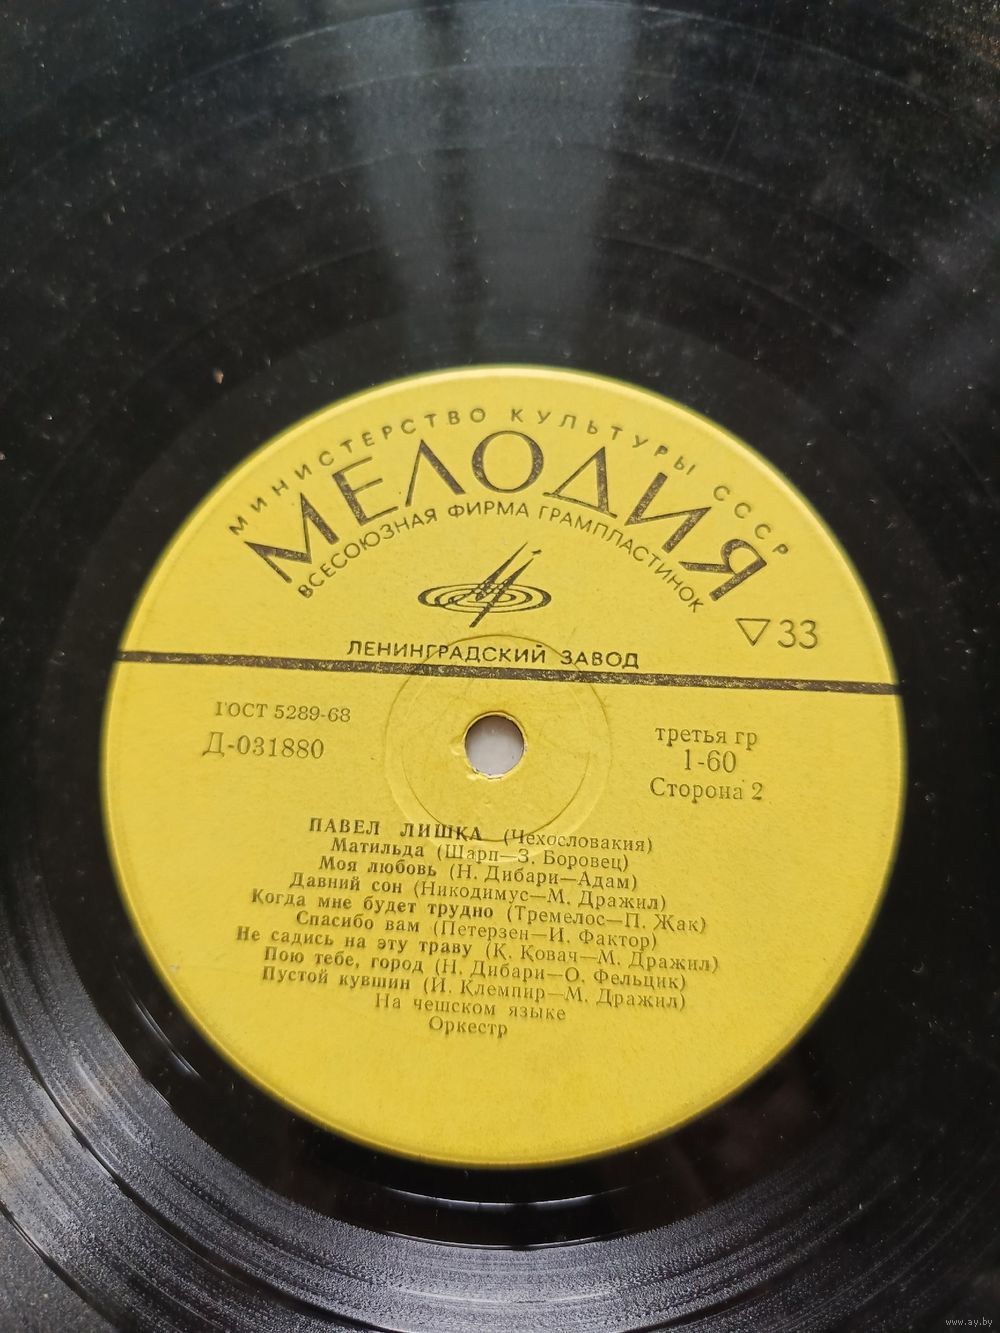 МИНИСТЕРСТВО КУЛЬТУРЫ СССР
МЕЛОДИЯ
ВСЕСОЮЗНАЯ ФИРМА ГРАМПЛАСТИНОК
▽33
ЛЕНИНГРАДСКИЙ ЗАВОД
ГОСТ 5289-68
Д-031880
третья гр
1-60
Сторона 2
ПАВЕЛ ЛИШКА (Чехословакия)
Матильда (Шарп—З. Боровец)
Моя любовь (Н. Дибари—Адам)
Давний сон (Никодимус—М. Дражил)
Когда мне будет трудно (Тремелос—П. Жак)
Спасибо вам (Петерзен—И. Фактор)
Не садись на эту траву (К. Ковач—М. Дражил)
Пою тебе, город (Н. Дибари—О. Фельцик)
Пустой кувшин (И. Клемпир—М. Дражил)
На чешском языке
Оркестр
www.ay.by